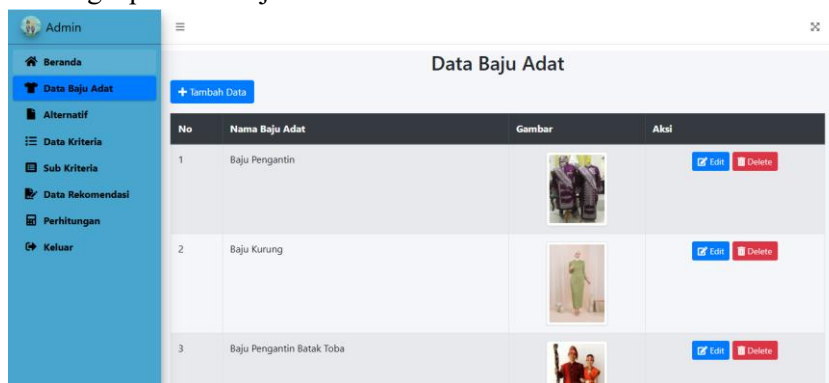 Admin
Beranda
Data Baju Adat
Alternatif
Data Kriteria
Sub Kriteria
Data Rekomendasi
Perhitungan
Keluar
Data Baju Adat
+ Tambah Data
No Nama Baju Adat Gambar Aksi
1 Baju Pengantin Edit Delete
2 Baju Kurung Edit Delete
3 Baju Pengantin Batak Toba Edit Delete